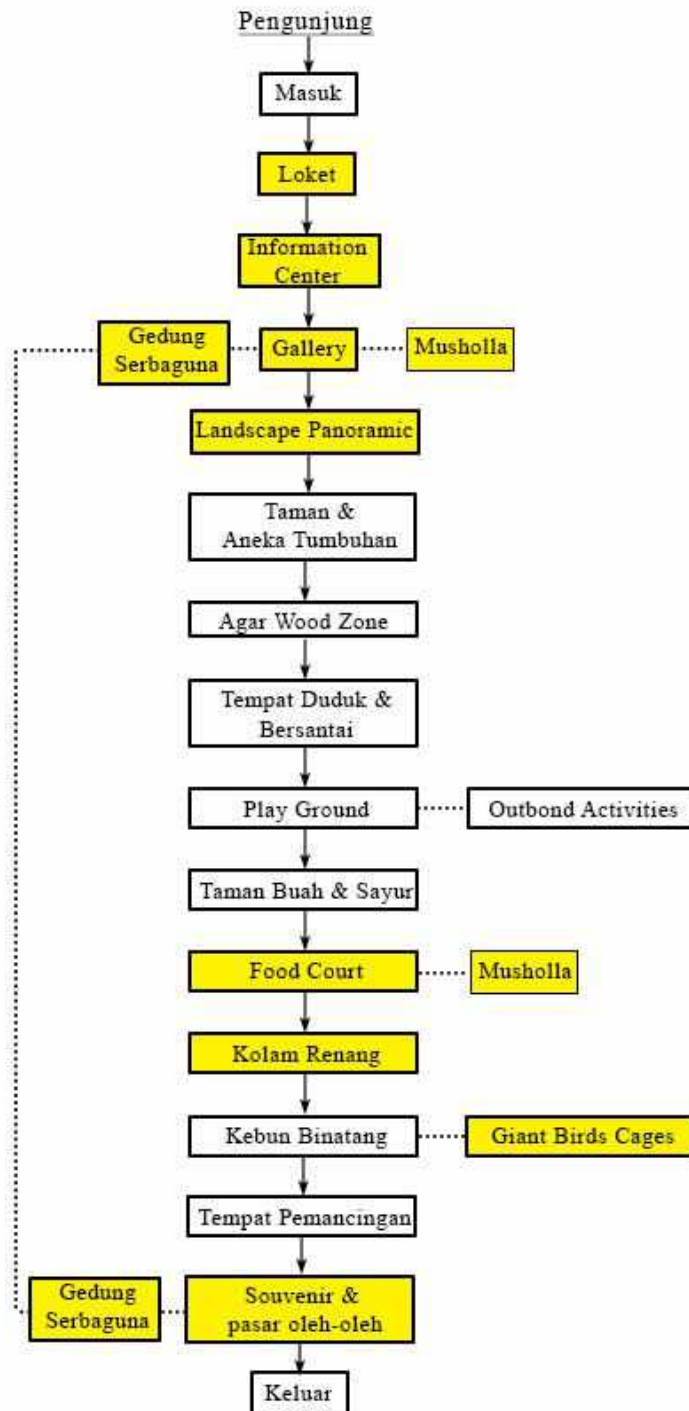 Pengunjung
Masuk
Loket
Information
Center
Gedung
Serbaguna
Gallery
Musholla
Landscape Panoramic
Taman &
Aneka Tumbuhan
Agar Wood Zone
Tempat Duduk &
Bersantai
Play Ground
Outbond Activities
Taman Buah & Sayur
Food Court
Musholla
Kolam Renang
Kebun Binatang
Giant Birds Cages
Tempat Pemancingan
Gedung
Serbaguna
Souvenir &
pasar oleh-oleh
Keluar